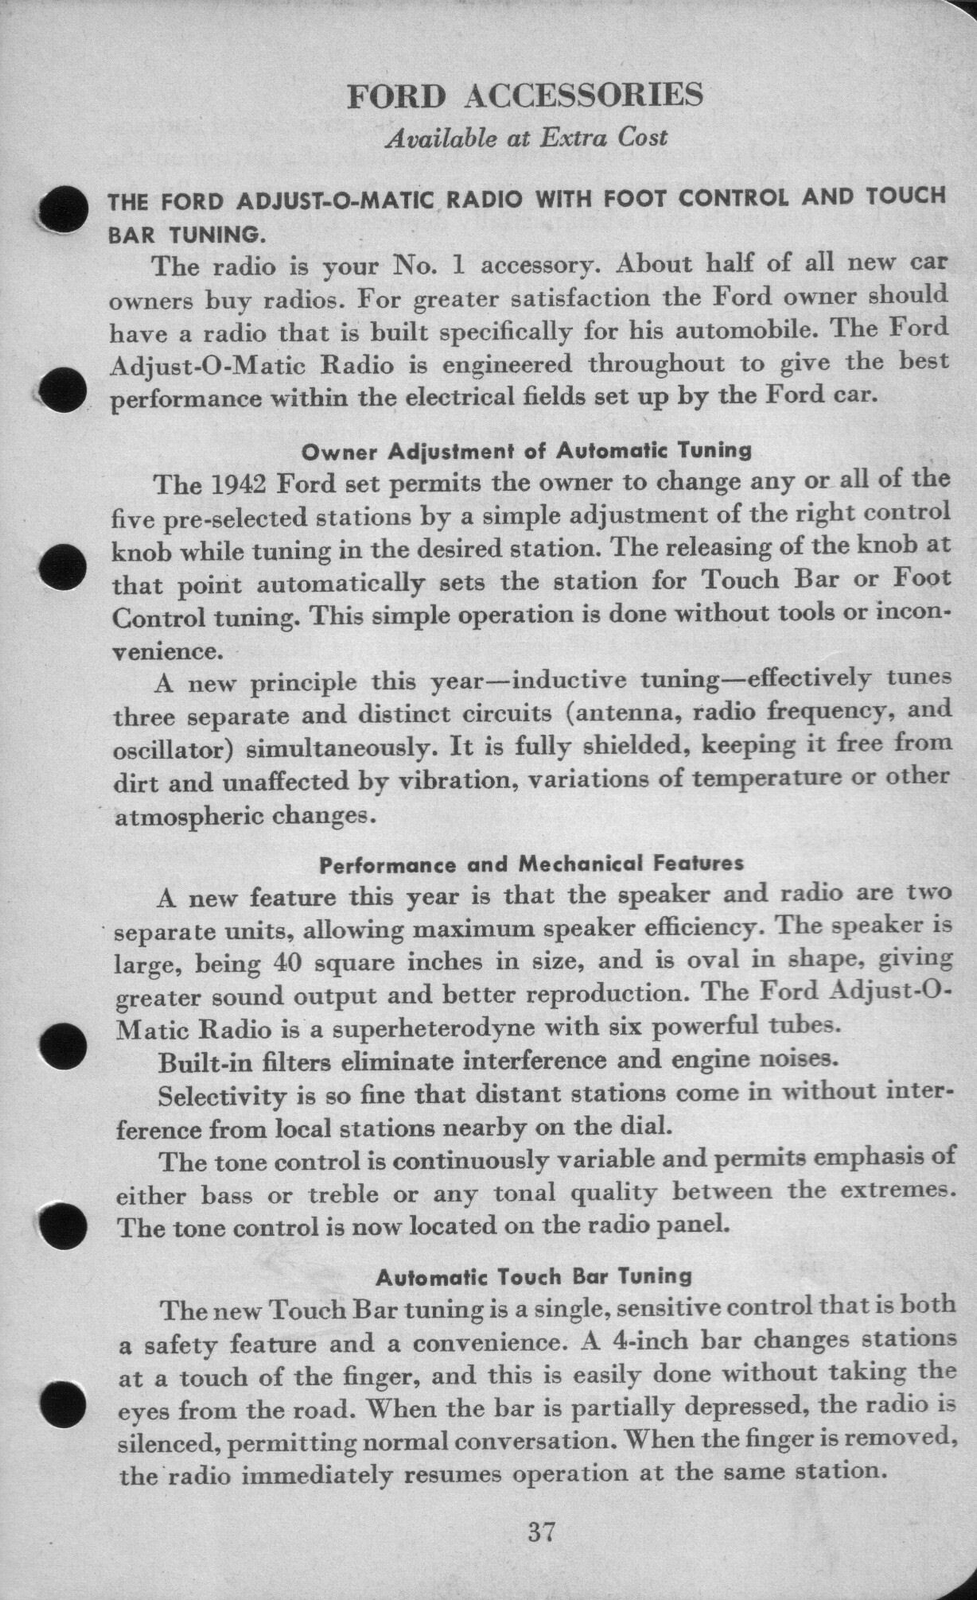 FORD ACCESSORIES
Available at Extra Cost
THE FORD ADJUST-O-MATIC RADIO WITH FOOT CONTROL AND TOUCH
BAR TUNING.
The radio is your No. 1 accessory. About half of all new car
owners buy radios. For greater satisfaction the Ford owner should
have a radio that is built specifically for his automobile. The Ford
Adjust-O-Matic Radio is engineered throughout to give the best
performance within the electrical fields set up by the Ford car.
Owner Adjustment of Automatic Tuning
The 1942 Ford set permits the owner to change any or all of the
five pre-selected stations by a simple adjustment of the right control
knob while tuning in the desired station. The releasing of the knob at
that point automatically sets the station for Touch Bar or Foot
Control tuning. This simple operation is done without tools or incon-
venience.
A new principle this year—inductive tuning—effectively tunes
three separate and distinct circuits (antenna, radio frequency, and
oscillator) simultaneously. It is fully shielded, keeping it free from
dirt and unaffected by vibration, variations of temperature or other
atmospheric changes.
Performance and Mechanical Features
A new feature this year is that the speaker and radio are two
separate units, allowing maximum speaker efficiency. The speaker is
large, being 40 square inches in size, and is oval in shape, giving
greater sound output and better reproduction. The Ford Adjust-O-
Matic Radio is a superheterodyne with six powerful tubes.
Built-in filters eliminate interference and engine noises.
Selectivity is so fine that distant stations come in without inter-
ference from local stations nearby on the dial.
The tone control is continuously variable and permits emphasis of
either bass or treble or any tonal quality between the extremes.
The tone control is now located on the radio panel.
Automatic Touch Bar Tuning
The new Touch Bar tuning is a single, sensitive control that is both
a safety feature and a convenience. A 4-inch bar changes stations
at a touch of the finger, and this is easily done without taking the
eyes from the road. When the bar is partially depressed, the radio is
silenced, permitting normal conversation. When the finger is removed,
the radio immediately resumes operation at the same station.
37